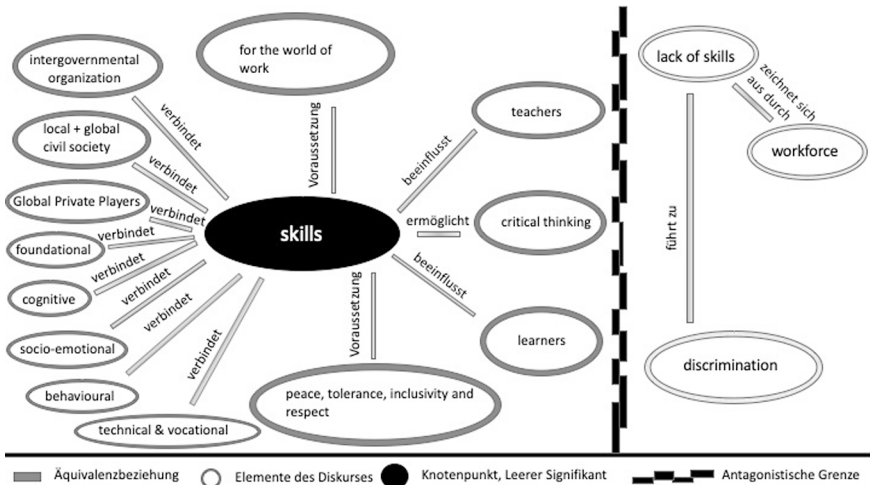 intergovernmental
organization
for the world of
work
local + global
civil society
Global Private Players
foundational
cognitive
socio-emotional
behavioural
technical & vocational
verbindet
verbindet
verbindet
verbindet
verbindet
verbindet
verbindet
verbindet
Voraussetzung
skills
Voraussetzung
peace, tolerance, inclusivity and
respect
beeinflusst
teachers
ermöglicht
critical thinking
beeinflusst
learners
lack of skills
zeichnet sich
aus durch
workforce
führt zu
discrimination
Äquivalenzbeziehung
Elemente des Diskurses
Knotenpunkt, Leerer Signifikant
Antagonistische Grenze